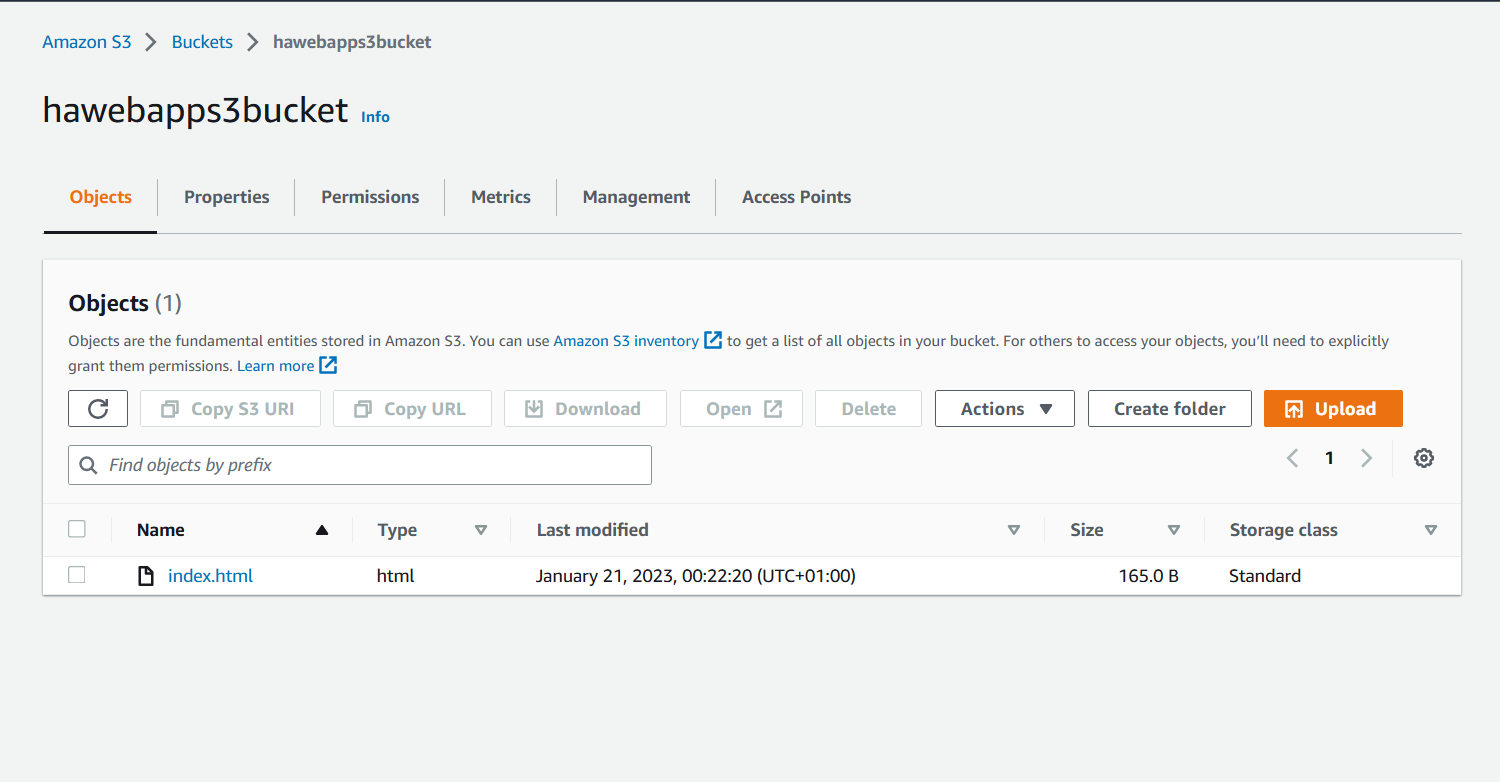 Amazon S3 > Buckets > hawebapps3bucket
hawebapps3bucket Info
Objects Properties Permissions Metrics Management Access Points
Objects (1)
Objects are the fundamental entities stored in Amazon S3. You can use Amazon S3 inventory to get a list of all objects in your bucket. For others to access your objects, you’ll need to explicitly
grant them permissions. Learn more
Copy S3 URI Copy URL Download Open Delete Actions Create folder Upload
Find objects by prefix 1
Name Type Last modified Size Storage class
index.html html January 21, 2023, 00:22:20 (UTC+01:00) 165.0 B Standard